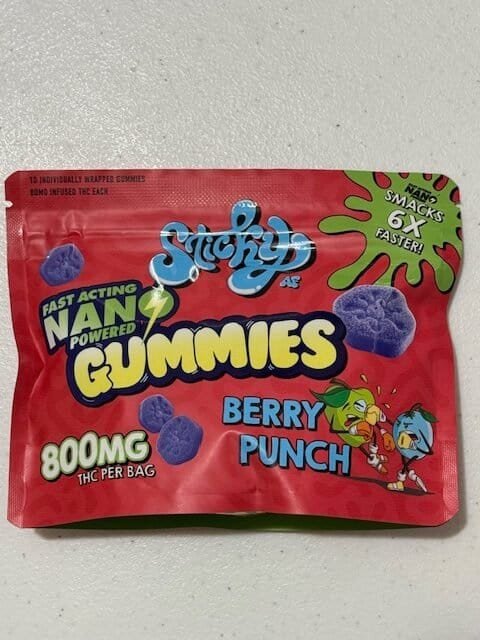 10 INDIVIDUALLY WRAPPED GUMMIES
80MG INFUSED THC EACH
NANO
SMACKS
6X
FASTER!
Sticky
AS
FAST ACTING
NANO
POWERED
GUMMIES
BERRY
PUNCH
800MG
THC PER BAG